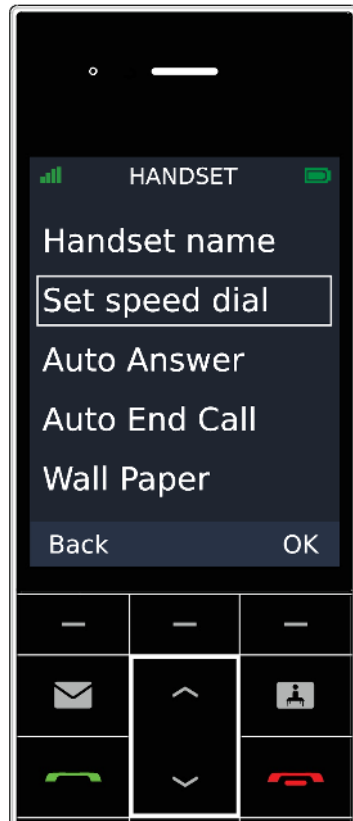 HANDSET
Handset name
Set speed dial
Auto Answer
Auto End Call
Wall Paper
Back OK